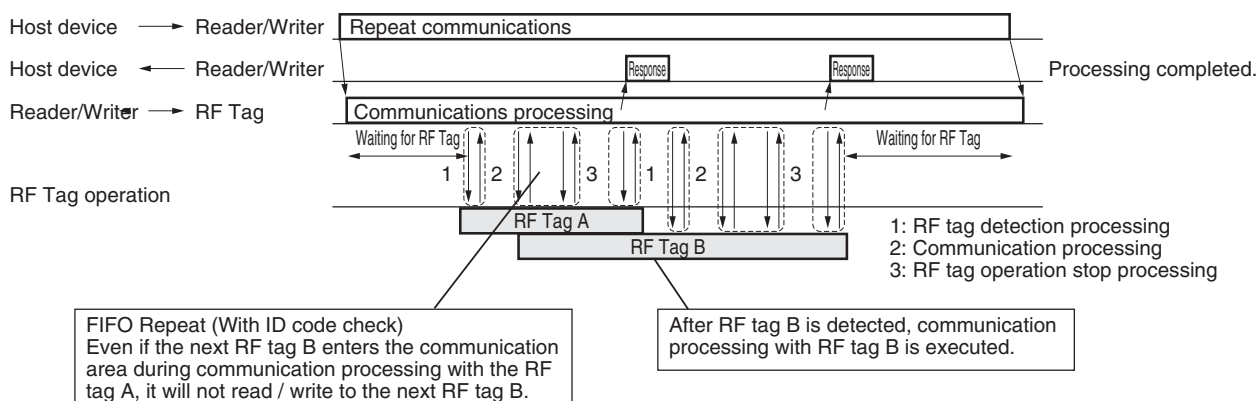 Host device → Reader/Writer
Repeat communications
Host device ← Reader/Writer
Response
Response
Processing completed.
Reader/Writer → RF Tag
Communications processing
Waiting for RF Tag
Waiting for RF Tag
1 2 3 1 2 3
RF Tag operation
RF Tag A
RF Tag B
1: RF tag detection processing
2: Communication processing
3: RF tag operation stop processing
FIFO Repeat (With ID code check)
Even if the next RF tag B enters the communication
area during communication processing with the RF
tag A, it will not read / write to the next RF tag B.
After RF tag B is detected, communication
processing with RF tag B is executed.